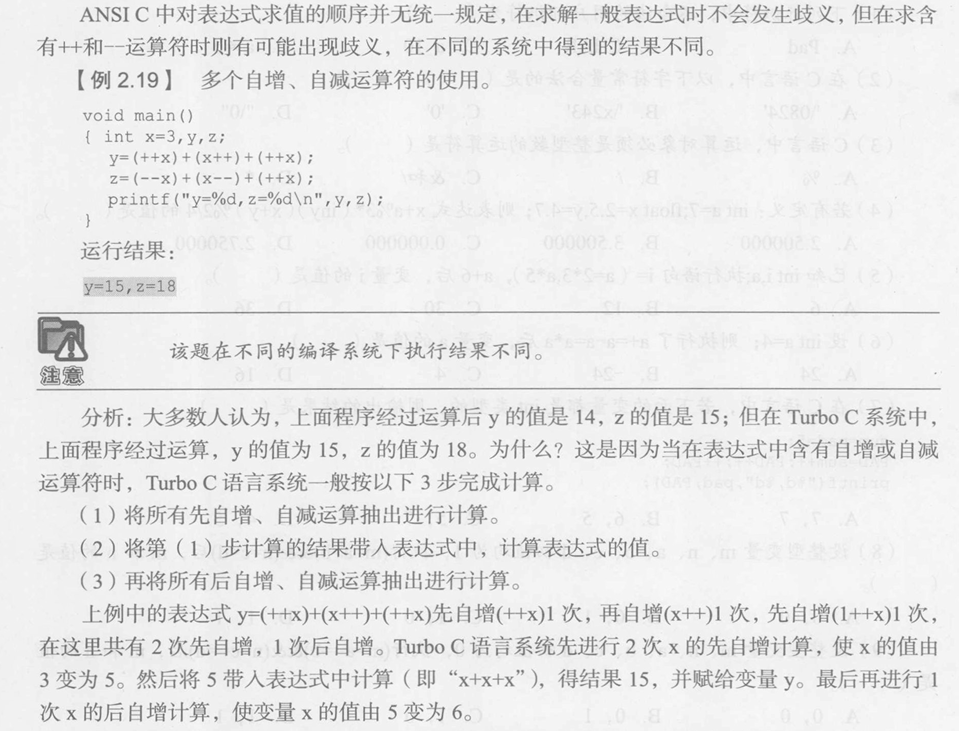 ANSI C 中对表达式求值的顺序并无统一规定，在求解一般表达式时不会发生歧义，但在求含
有++和--运算符时则有可能出现歧义，在不同的系统中得到的结果不同。
【例 2.19】 多个自增、自减运算符的使用。
void main()
{ int x=3,y,z;
y=(++x)+(x++)+(++x);
z=(--x)+(x--)+(++x);
printf("y=%d,z=%d\n",y,z);
}
运行结果：
y=15,z=18
注意
该题在不同的编译系统下执行结果不同。
分析：大多数人认为，上面程序经过运算后 y 的值是 14，z 的值是 15；但在 Turbo C 系统中，
上面程序经过运算，y 的值为 15，z 的值为 18。为什么？这是因为当在表达式中含有自增或自减
运算符时，Turbo C 语言系统一般按以下 3 步完成计算。
（1）将所有先自增、自减运算抽出进行计算。
（2）将第（1）步计算的结果带入表达式中，计算表达式的值。
（3）再将所有后自增、自减运算抽出进行计算。
上例中的表达式 y=(++x)+(x++)+(++x)先自增(++x)1 次，再自增(x++)1 次，先自增(1++x)1 次，
在这里共有 2 次先自增，1 次后自增。Turbo C 语言系统先进行 2 次 x 的先自增计算，使 x 的值由
3 变为 5。然后将 5 带入表达式中计算（即“x+x+x”），得结果 15，并赋给变量 y。最后再进行 1
次 x 的后自增计算，使变量 x 的值由 5 变为 6。